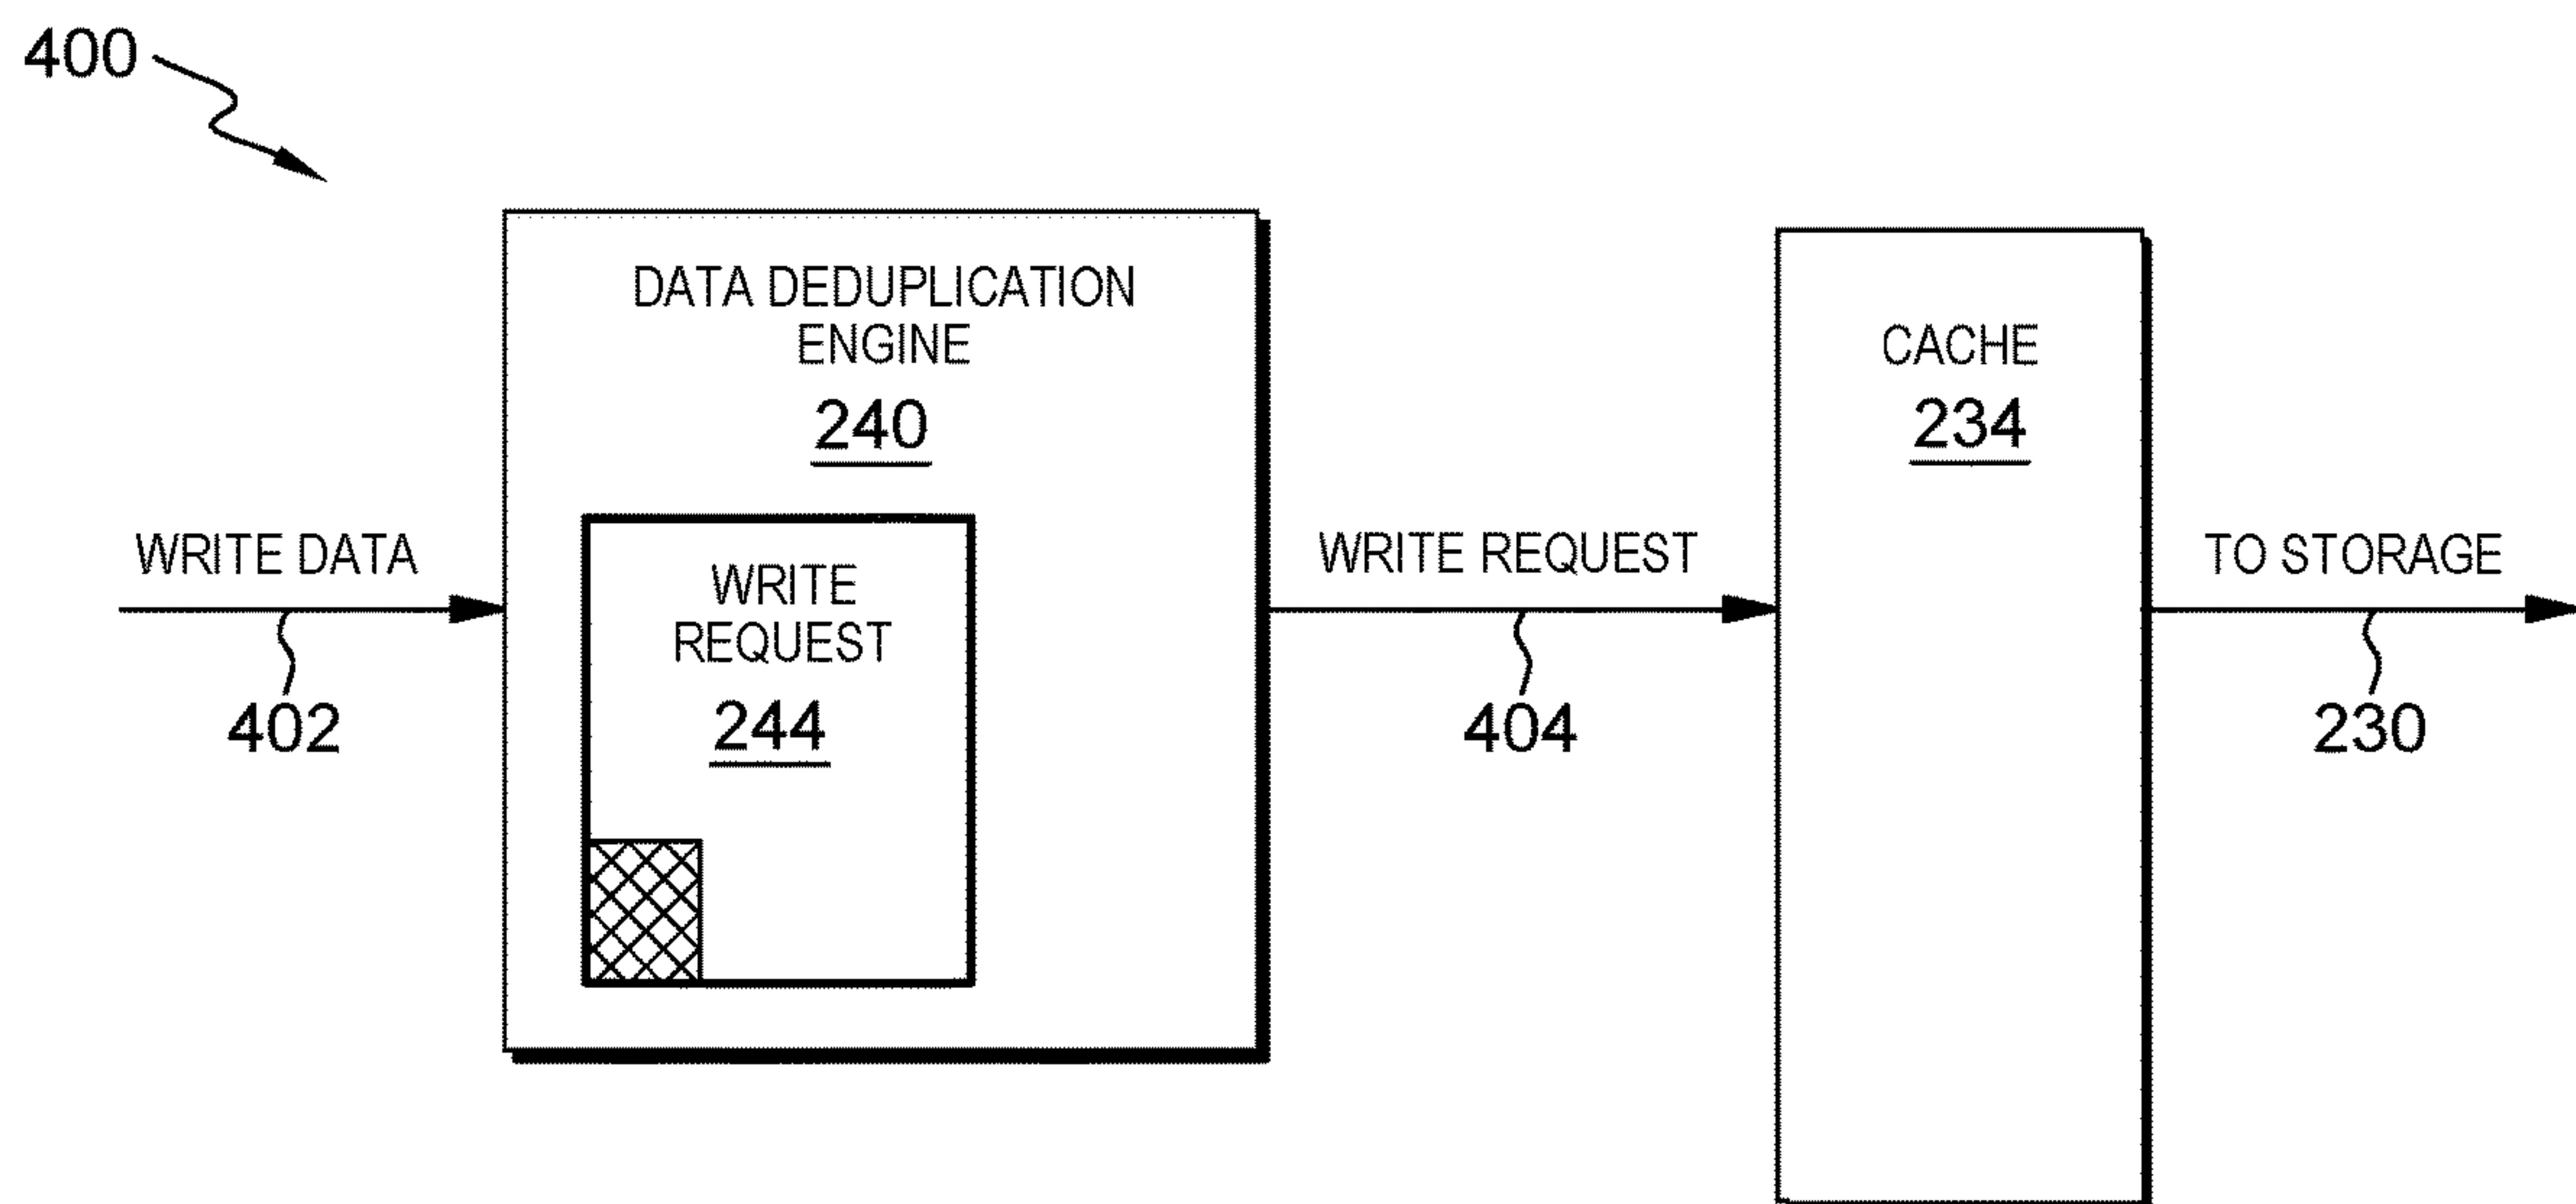 400
DATA DEDUPLICATION
ENGINE
240
CACHE
234
WRITE DATA
402
WRITE
REQUEST
244
WRITE REQUEST
404
TO STORAGE
230